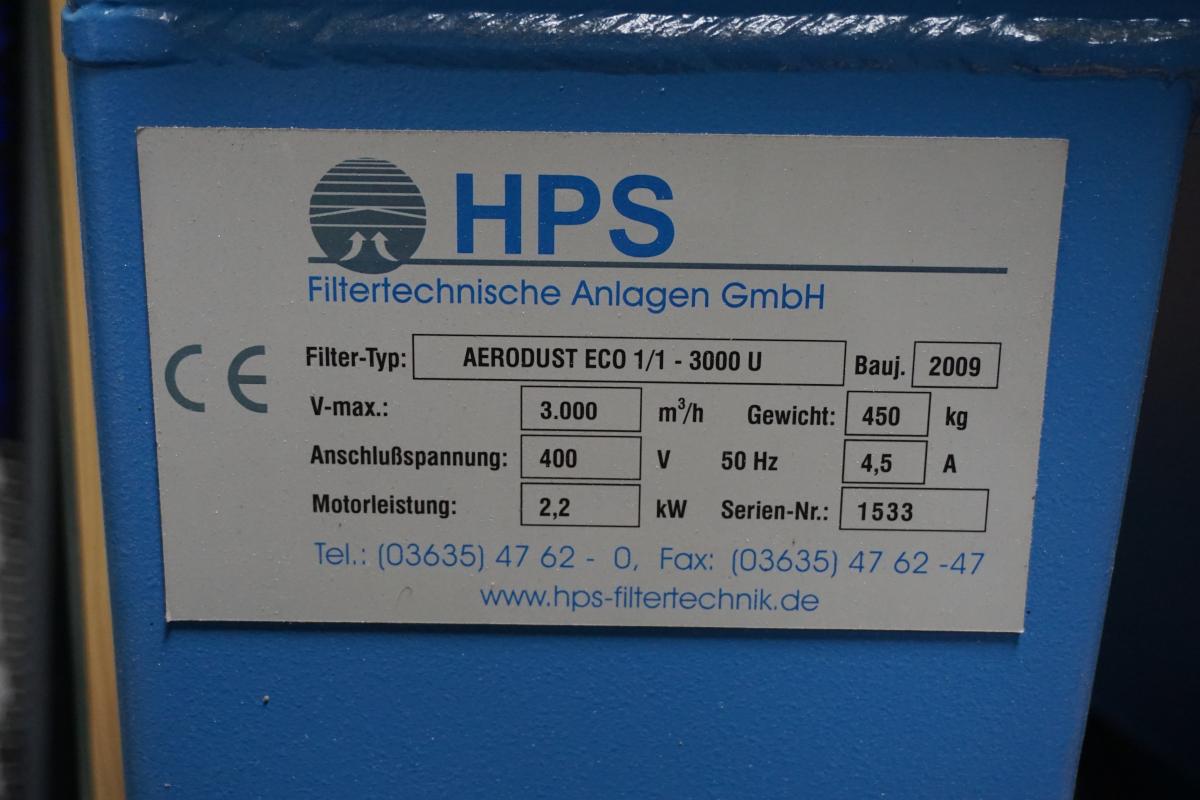 HPS
Filtertechnische Anlagen GmbH
CE
Filter-Typ: AERODUST ECO 1/1 - 3000 U Bauj. 2009
V-max.: 3.000 m³/h Gewicht: 450 kg
Anschlußspannung: 400 V 50 Hz 4,5 A
Motorleistung: 2,2 kW Serien-Nr.: 1533
Tel.: (03635) 47 62 - 0, Fax: (03635) 47 62 -47
www.hps-filtertechnik.de